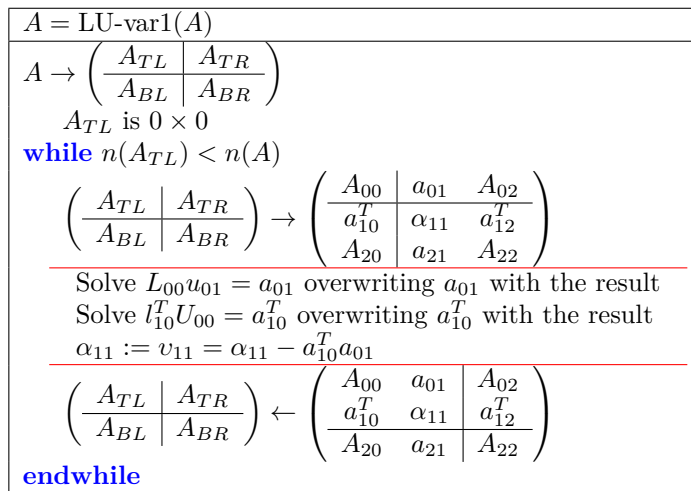 A = LU-var1(A)
A → ( A_TL | A_TR
A_BL | A_BR )
A_TL is 0 × 0
while n(A_TL) < n(A)
( A_TL | A_TR
A_BL | A_BR ) → ( A_00 | a_01 A_02
a_10^T | α_11 a_12^T
A_20 | a_21 A_22 )
Solve L_00 u_01 = a_01 overwriting a_01 with the result
Solve l_10^T U_00 = a_10^T overwriting a_10^T with the result
α_11 := υ_11 = α_11 − a_10^T a_01
( A_TL | A_TR
A_BL | A_BR ) ← ( A_00 a_01 | A_02
a_10^T α_11 | a_12^T
A_20 a_21 | A_22 )
endwhile